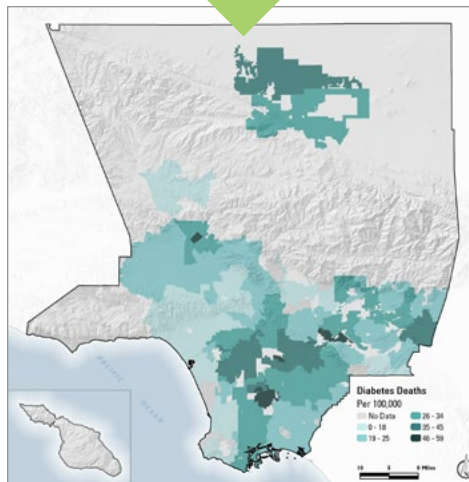 PACIFIC
OCEAN
Diabetes Deaths
Per 100,000
No Data
0 - 18
19 - 25
26 - 34
35 - 45
46 - 59
Miles